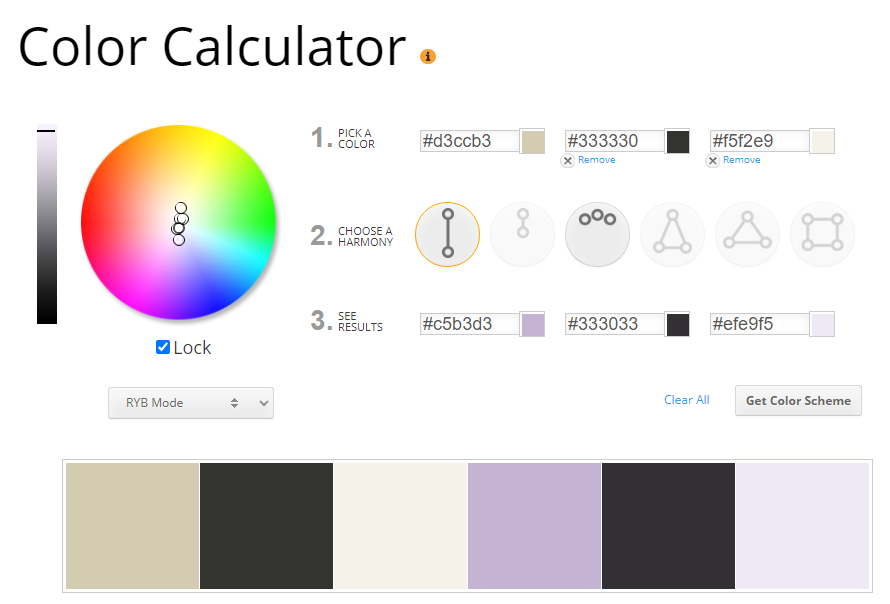 Color Calculator
1. PICK A
COLOR
#d3ccb3
#333330
#f5f2e9
Remove
Remove
2. CHOOSE A
HARMONY
3. SEE
RESULTS
#c5b3d3
#333033
#efe9f5
Lock
RYB Mode
Clear All
Get Color Scheme